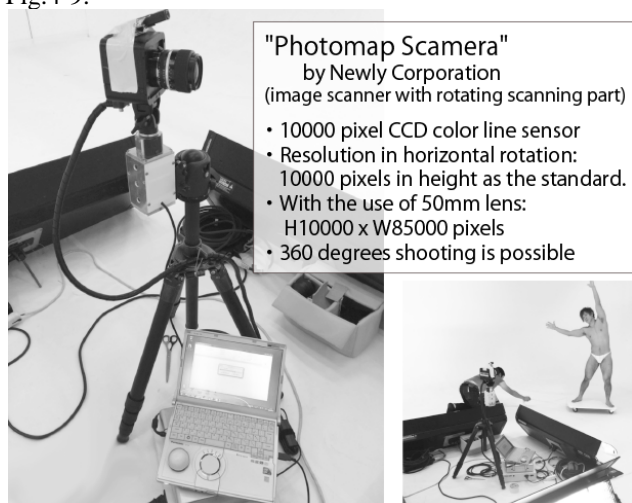 "Photomap Scamera"
by Newly Corporation
(image scanner with rotating scanning part)
・10000 pixel CCD color line sensor
・Resolution in horizontal rotation:
10000 pixels in height as the standard.
・With the use of 50mm lens:
H10000 x W85000 pixels
・360 degrees shooting is possible